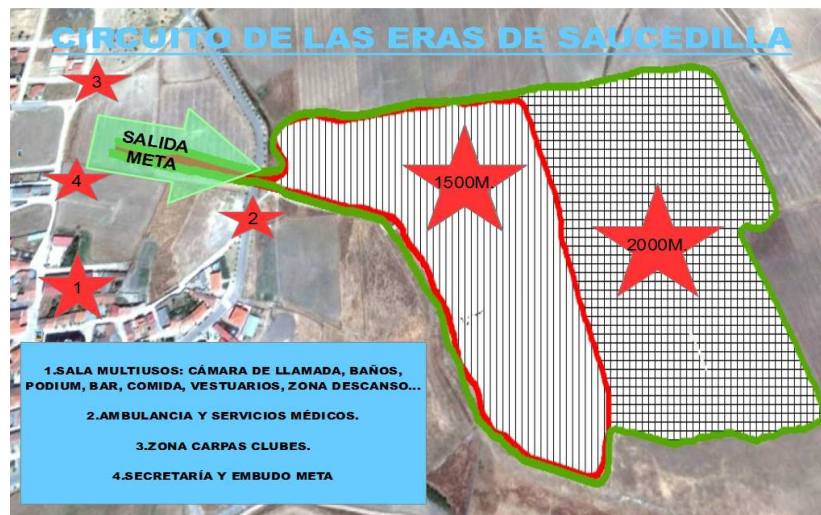 CIRCUITO DE LAS ERAS DE SAUCEDILLA
3
SALIDA
META
4
1500M.
2
2000M.
1
1.SALA MULTIUSOS: CÁMARA DE LLAMADA, BAÑOS,
PODIUM, BAR, COMIDA, VESTUARIOS, ZONA DESCANSO...
2.AMBULANCIA Y SERVICIOS MÉDICOS.
3.ZONA CARPAS CLUBES.
4.SECRETARÍA Y EMBUDO META